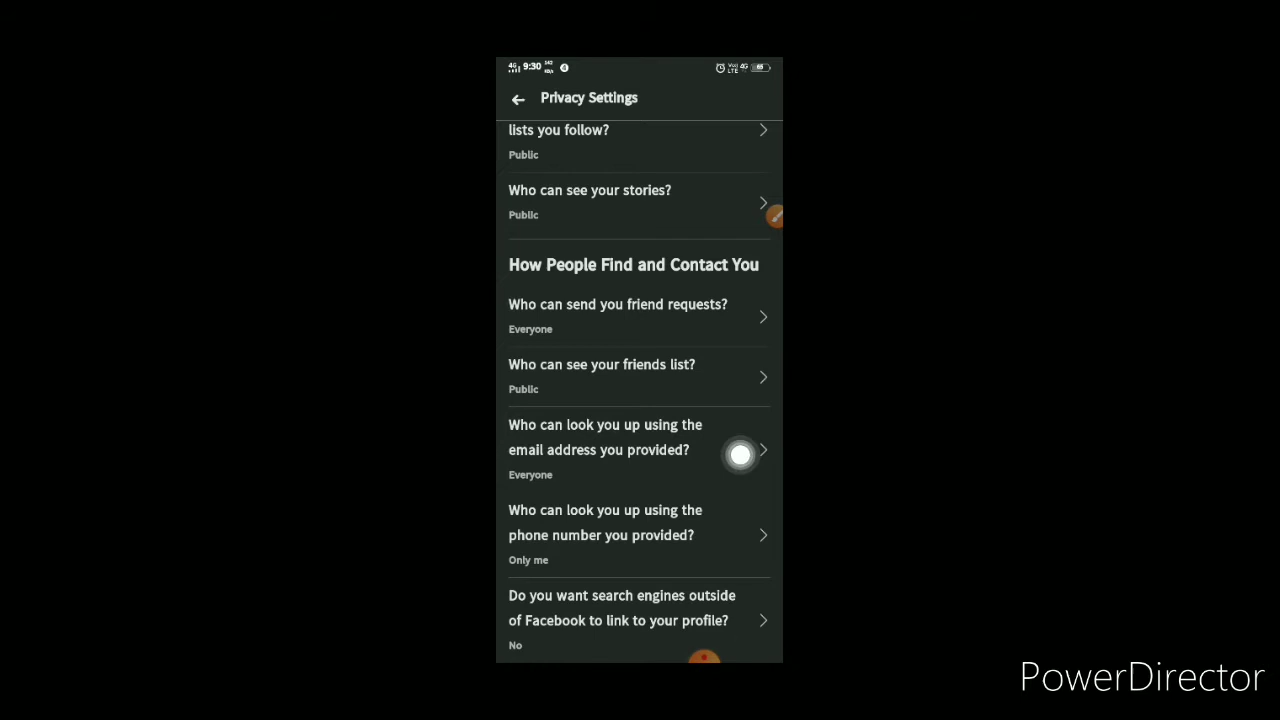 4G 9:30
4G
Privacy Settings
lists you follow?
Public
Who can see your stories?
Public
How People Find and Contact You
Who can send you friend requests?
Everyone
Who can see your friends list?
Public
Who can look you up using the
email address you provided?
Everyone
Who can look you up using the
phone number you provided?
Only me
Do you want search engines outside
of Facebook to link to your profile?
No
PowerDirector